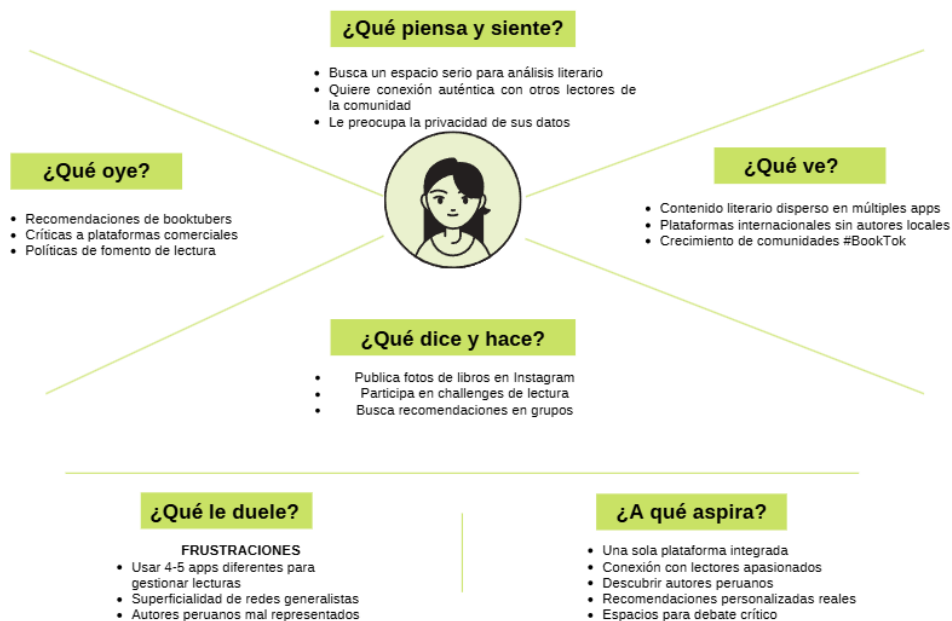 ¿Qué piensa y siente?
• Busca un espacio serio para análisis literario
• Quiere conexión auténtica con otros lectores de
la comunidad
• Le preocupa la privacidad de sus datos
¿Qué oye?
• Recomendaciones de booktubers
• Críticas a plataformas comerciales
• Políticas de fomento de lectura
¿Qué ve?
• Contenido literario disperso en múltiples apps
• Plataformas internacionales sin autores locales
• Crecimiento de comunidades #BookTok
¿Qué dice y hace?
• Publica fotos de libros en Instagram
• Participa en challenges de lectura
• Busca recomendaciones en grupos
¿Qué le duele?
FRUSTRACIONES
• Usar 4-5 apps diferentes para
gestionar lecturas
• Superficialidad de redes generalistas
• Autores peruanos mal representados
¿A qué aspira?
• Una sola plataforma integrada
• Conexión con lectores apasionados
• Descubrir autores peruanos
• Recomendaciones personalizadas reales
• Espacios para debate crítico